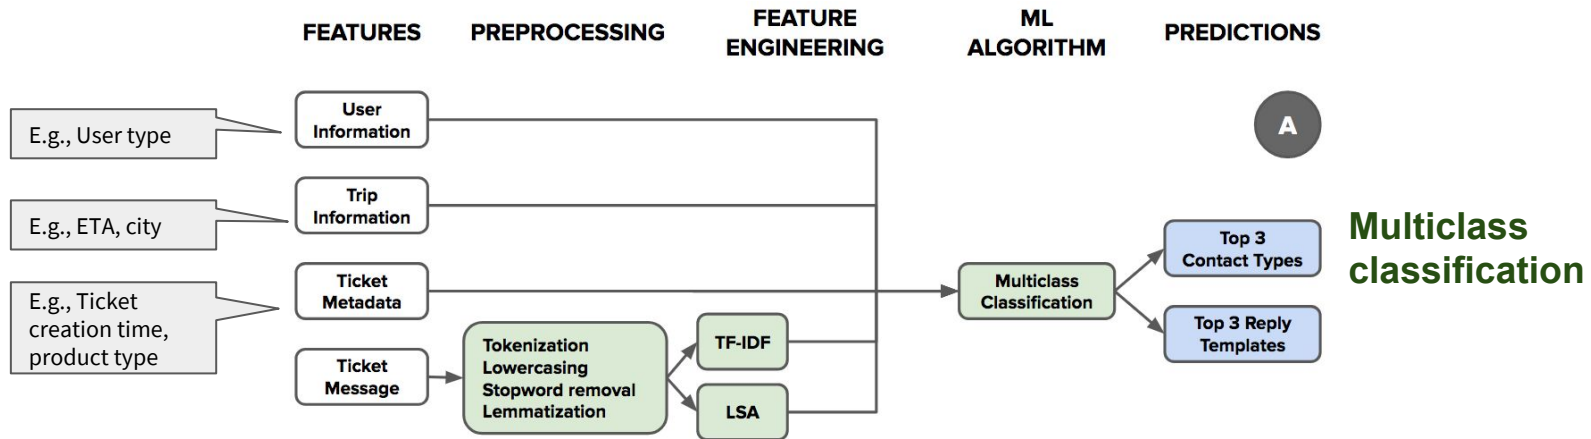 FEATURES
PREPROCESSING
FEATURE
ENGINEERING
ML
ALGORITHM
PREDICTIONS
E.g., User type
User
Information
A
E.g., ETA, city
Trip
Information
E.g., Ticket
creation time,
product type
Ticket
Metadata
Ticket
Message
Tokenization
Lowercasing
Stopword removal
Lemmatization
TF-IDF
LSA
Multiclass
Classification
Top 3
Contact Types
Top 3 Reply
Templates
Multiclass
classification